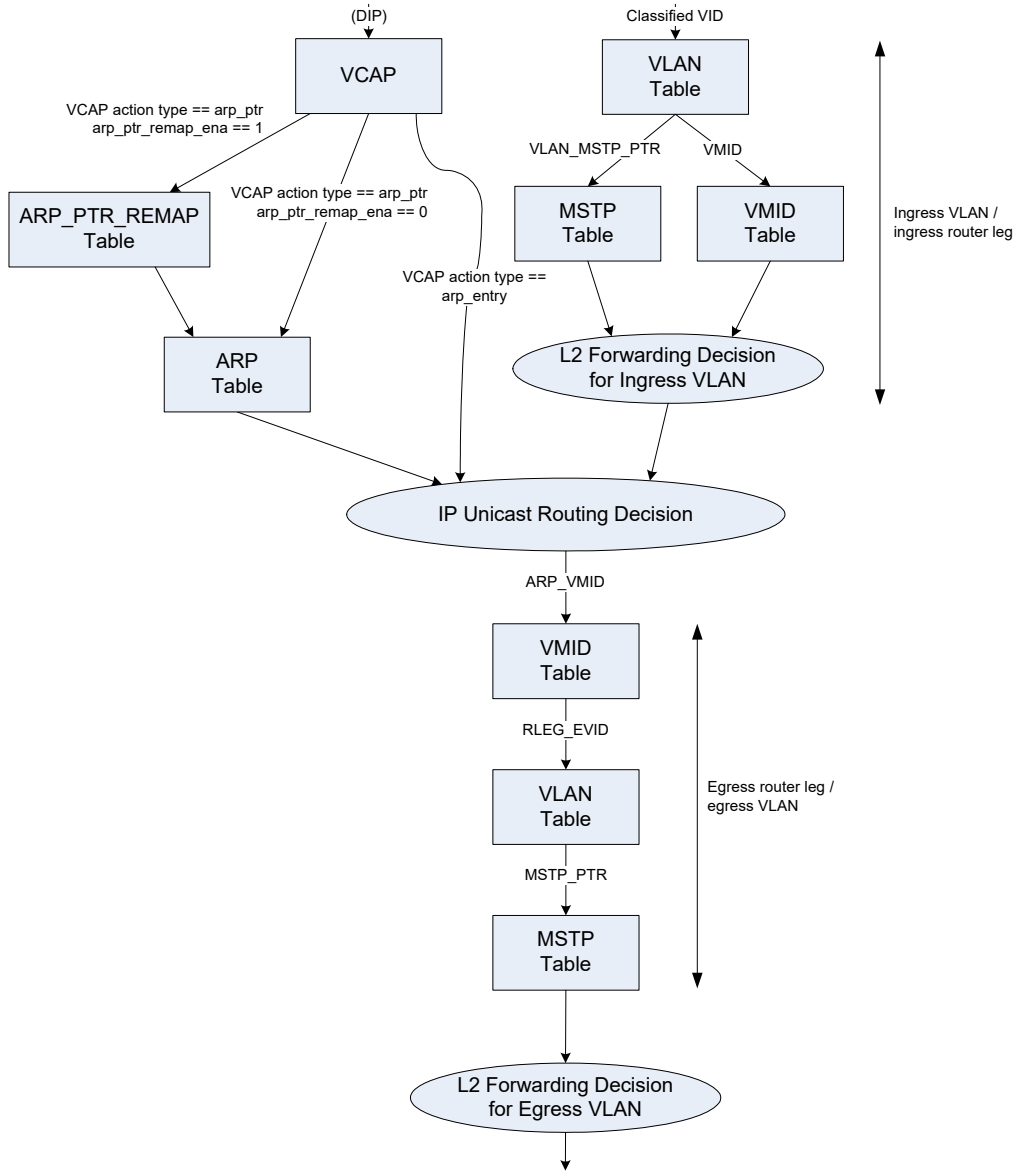 (DIP)
Classified VID
VCAP
VLAN
Table
VCAP action type == arp_ptr
arp_ptr_remap_ena == 1
VLAN_MSTP_PTR
VMID
VCAP action type == arp_ptr
arp_ptr_remap_ena == 0
ARP_PTR_REMAP
Table
MSTP
Table
VMID
Table
Ingress VLAN /
ingress router leg
VCAP action type ==
arp_entry
ARP
Table
L2 Forwarding Decision
for Ingress VLAN
IP Unicast Routing Decision
ARP_VMID
VMID
Table
RLEG_EVID
VLAN
Table
Egress router leg /
egress VLAN
MSTP_PTR
MSTP
Table
L2 Forwarding Decision
for Egress VLAN